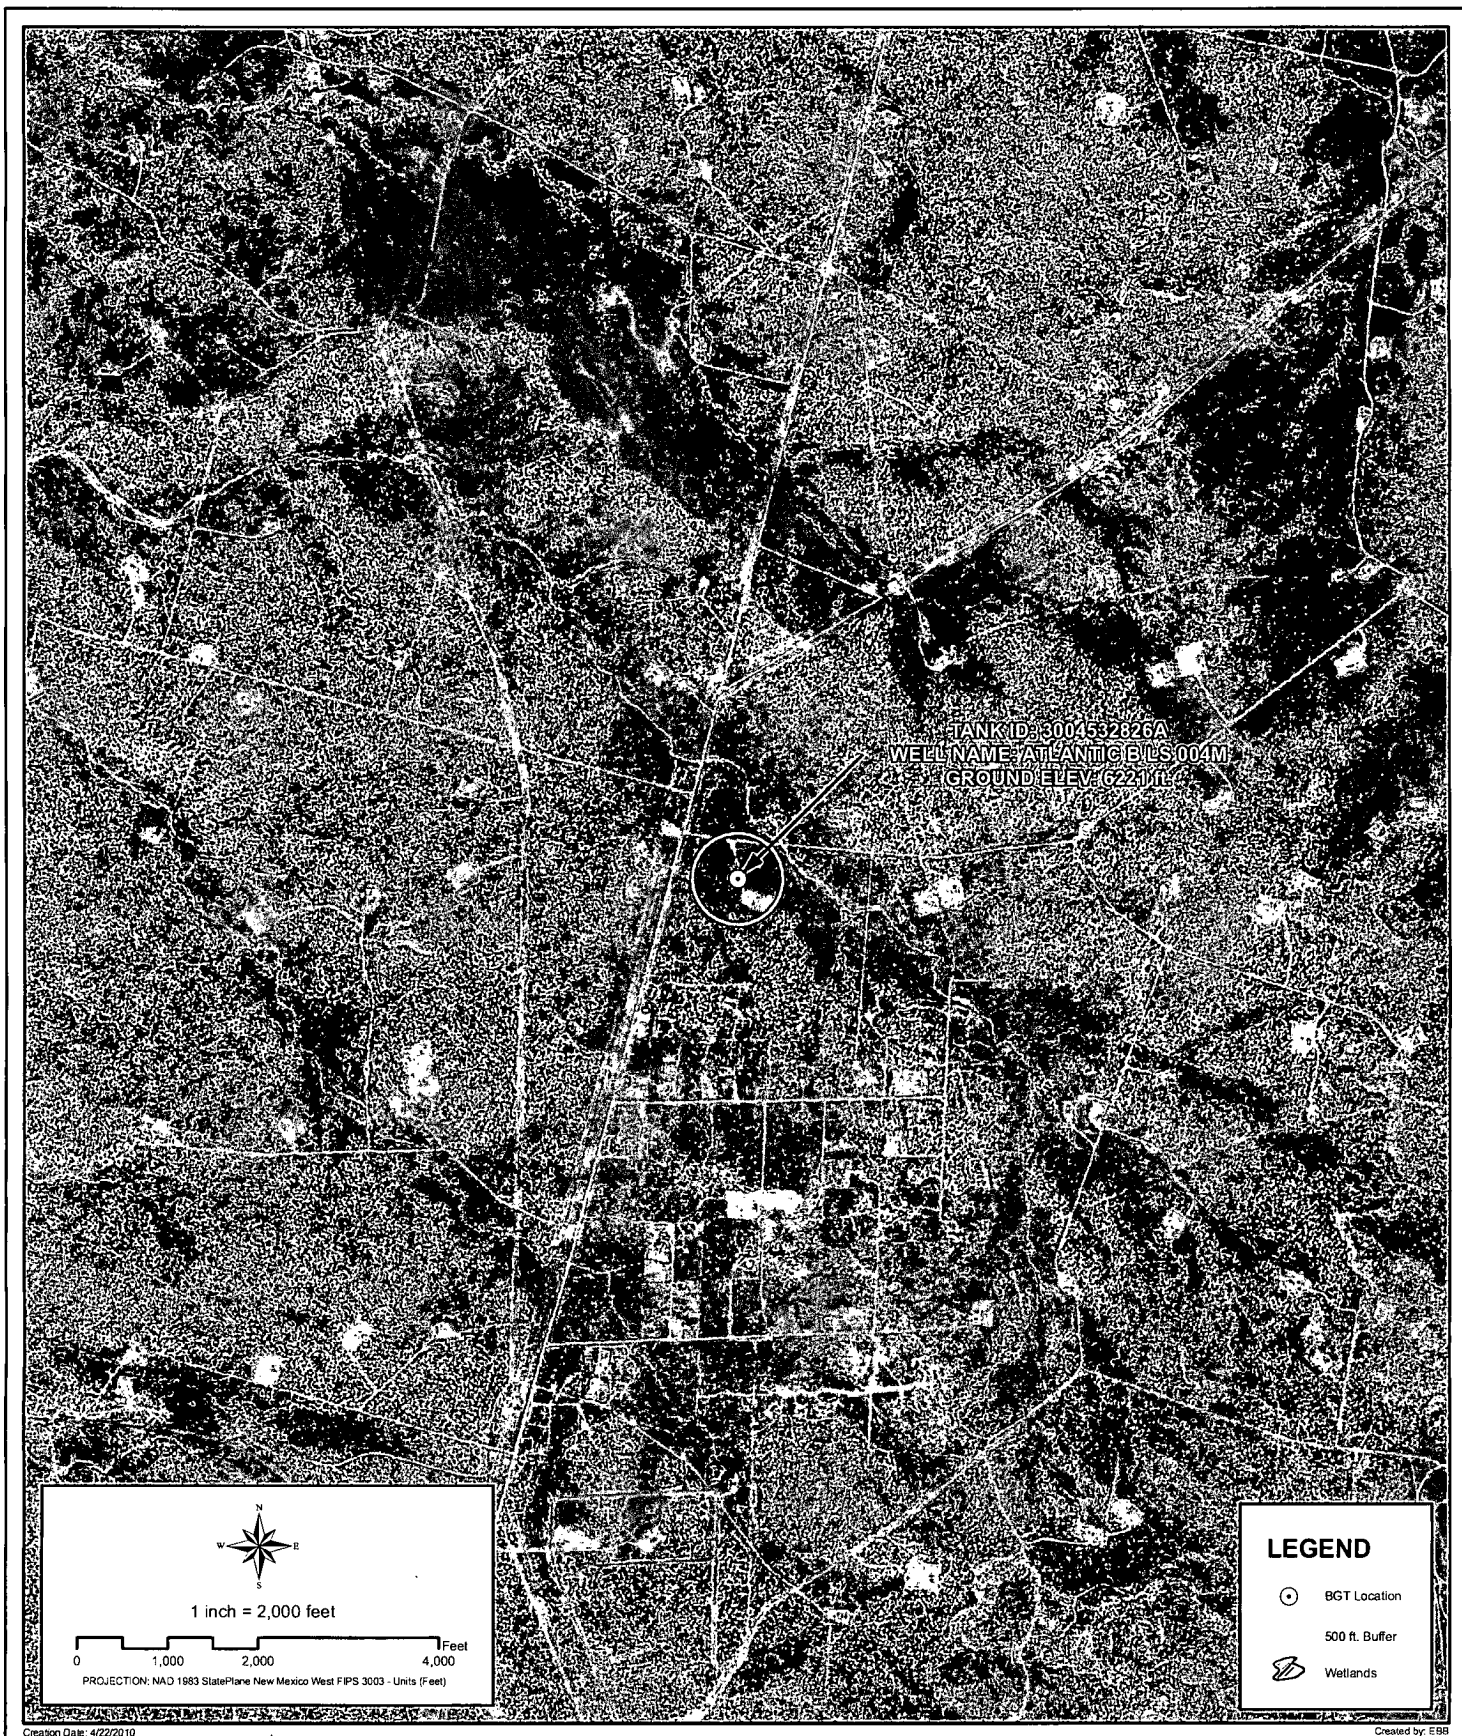 TANK ID: 3004532826A
WELL NAME: ATLANTIC B LS 004M
GROUND ELEV: 6221 ft.
N
W
E
S
1 inch = 2,000 feet
Feet
0 1,000 2,000 4,000
PROJECTION: NAD 1983 StatePlane New Mexico West FIPS 3003 - Units (Feet)
LEGEND
BGT Location
500 ft. Buffer
Wetlands
Creation Date: 4/22/2010
Created by: EBB